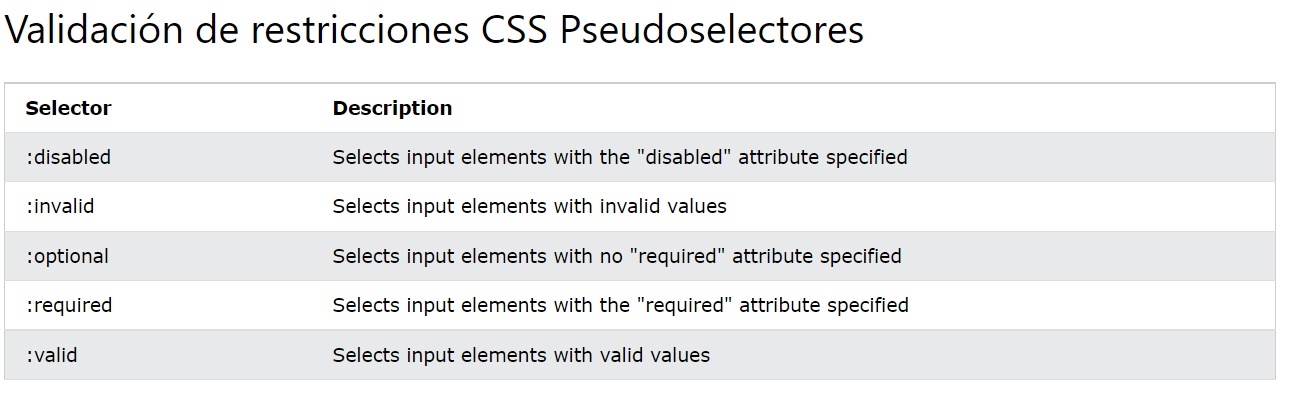 Validación de restricciones CSS Pseudoselectores
Selector Description
:disabled Selects input elements with the "disabled" attribute specified
:invalid Selects input elements with invalid values
:optional Selects input elements with no "required" attribute specified
:required Selects input elements with the "required" attribute specified
:valid Selects input elements with valid values